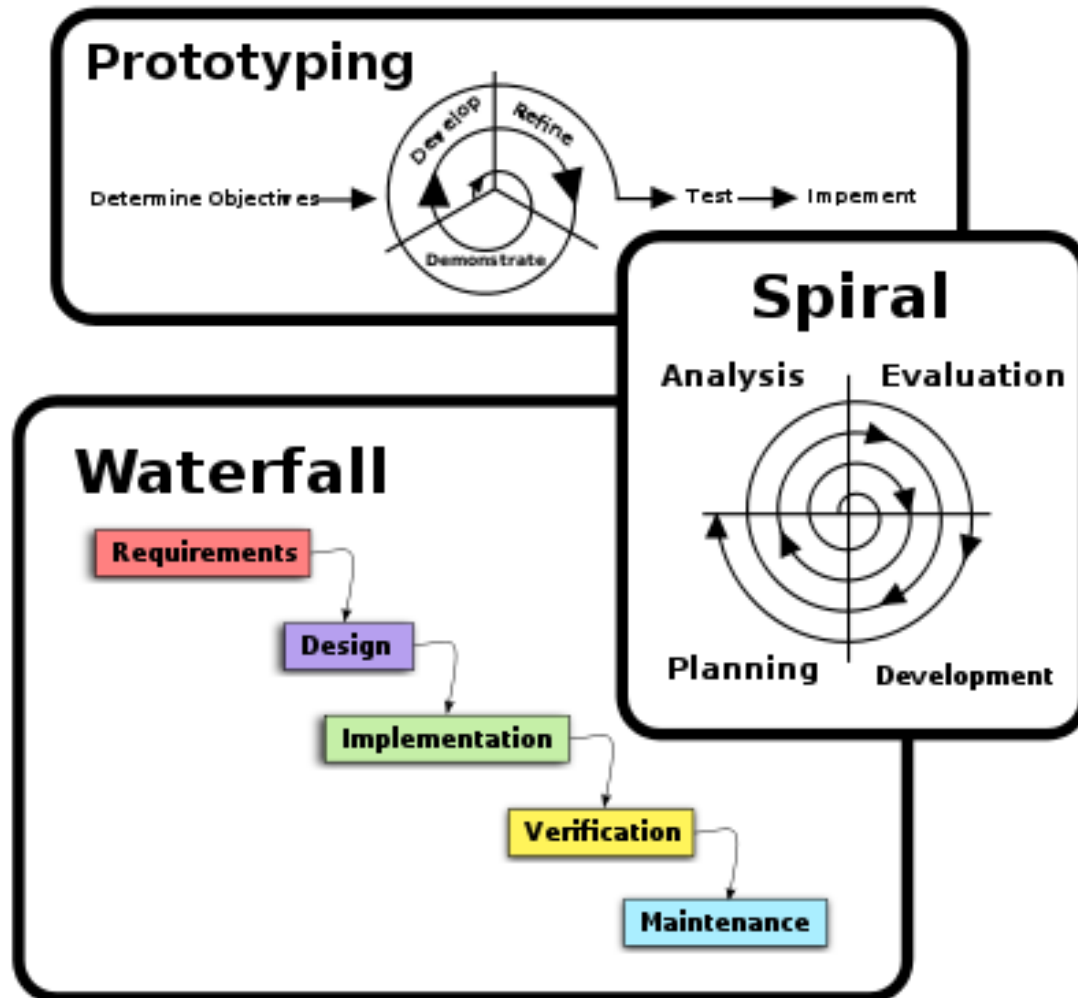 Prototyping
Develop
Refine
Determine Objectives
Test
Impement
Demonstrate
Spiral
Analysis
Evaluation
Planning
Development
Waterfall
Requirements
Design
Implementation
Verification
Maintenance